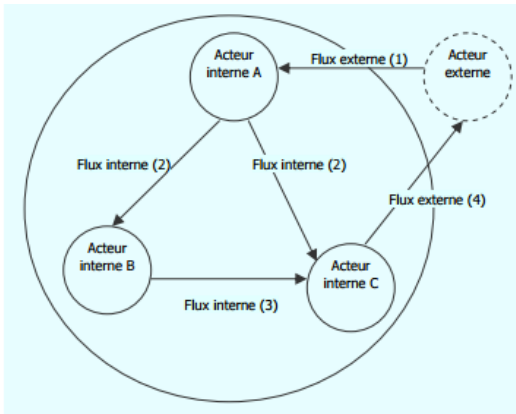 Acteur
interne A
Flux externe (1)
Acteur
externe
Flux interne (2)
Flux interne (2)
Flux externe (4)
Acteur
interne B
Acteur
interne C
Flux interne (3)